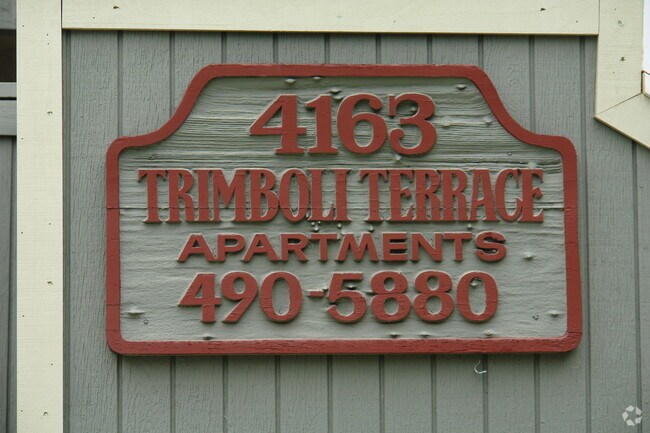 4163
TRIMBOLI TERRACE
APARTMENTS
490-5880